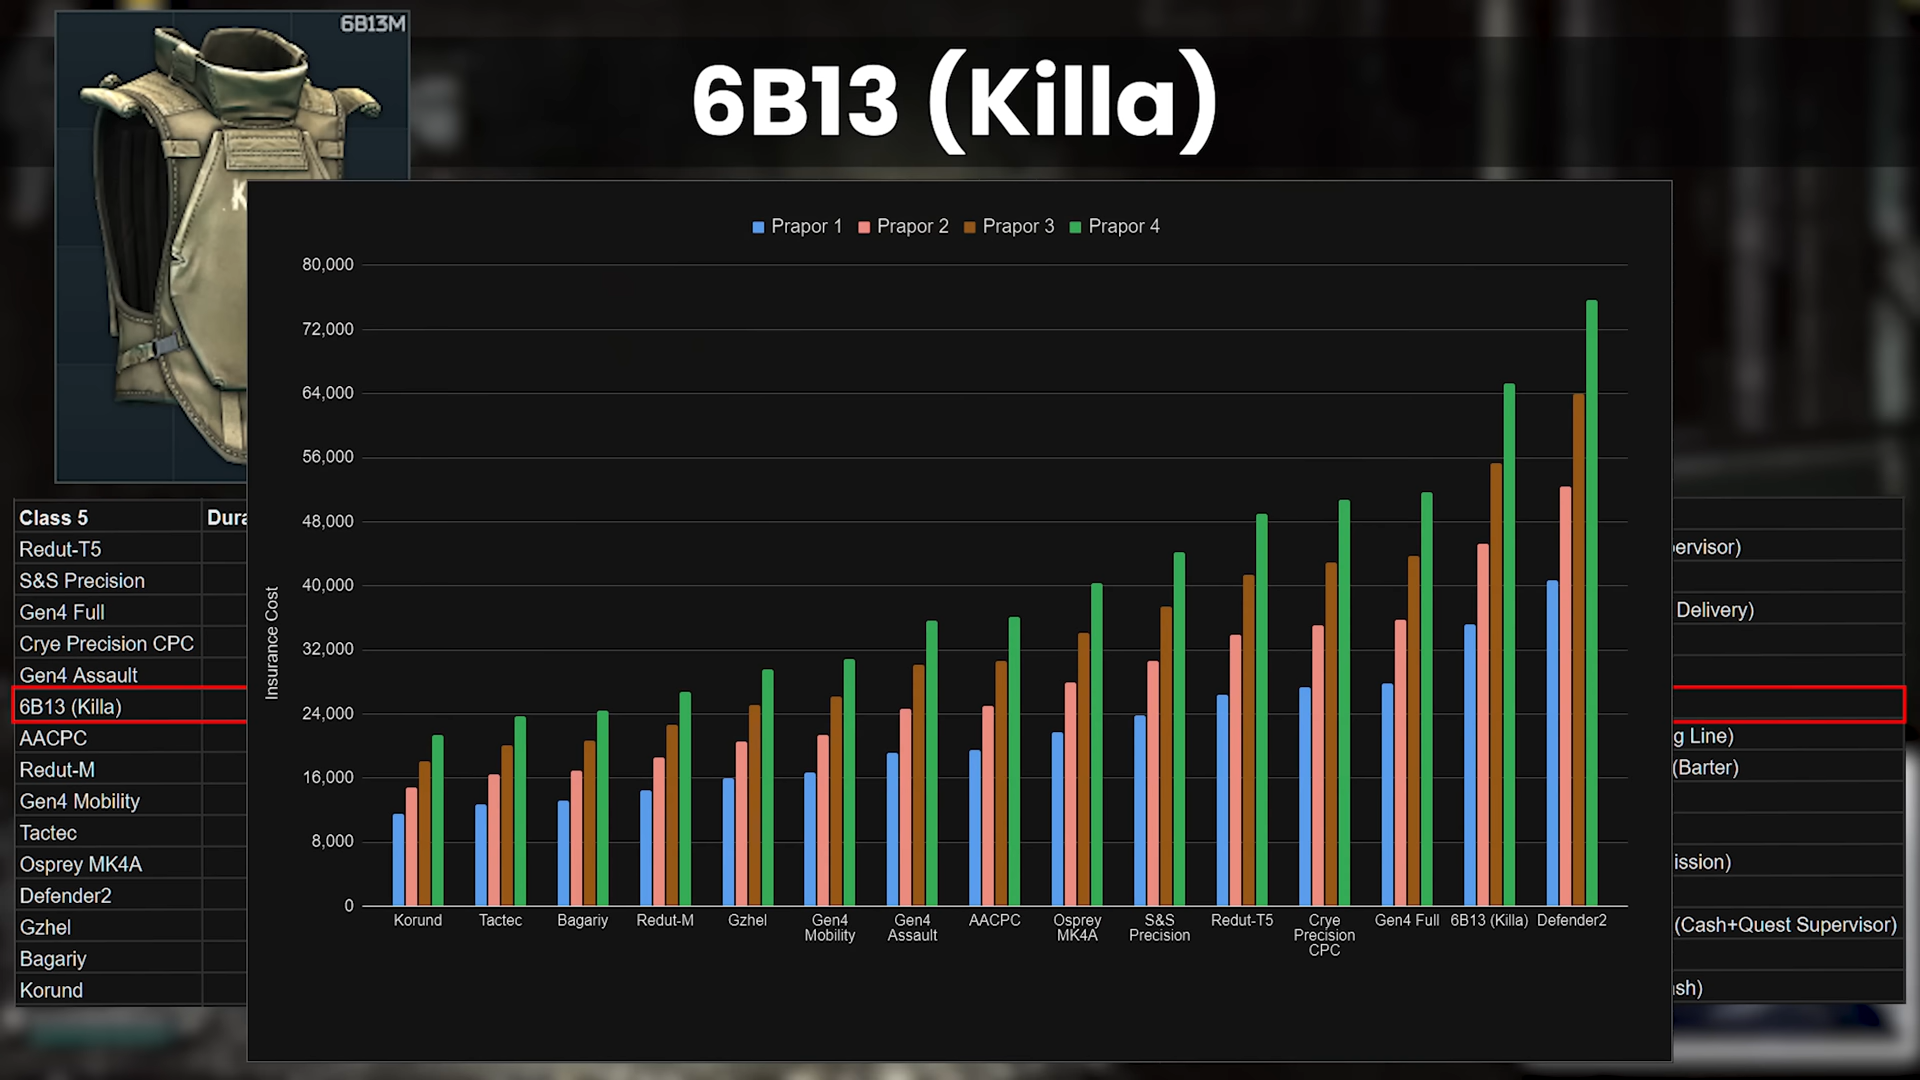 6B13M
6B13 (Killa)
K
Prapor 1 Prapor 2 Prapor 3 Prapor 4
80,000
72,000
64,000
56,000
48,000
40,000
32,000
24,000
16,000
8,000
0
Insurance Cost
Korund Tactec Bagariy Redut-M Gzhel Gen4 Mobility Gen4 Assault AACPC Osprey MK4A S&S Precision Redut-T5 Crye Precision CPC Gen4 Full 6B13 (Killa) Defender2
Class 5 Dura
Redut-T5
S&S Precision
Gen4 Full
Crye Precision CPC
Gen4 Assault
6B13 (Killa)
AACPC
Redut-M
Gen4 Mobility
Tactec
Osprey MK4A
Defender2
Gzhel
Bagariy
Korund
ervisor)
Delivery)
g Line)
(Barter)
ission)
(Cash+Quest Supervisor)
sh)